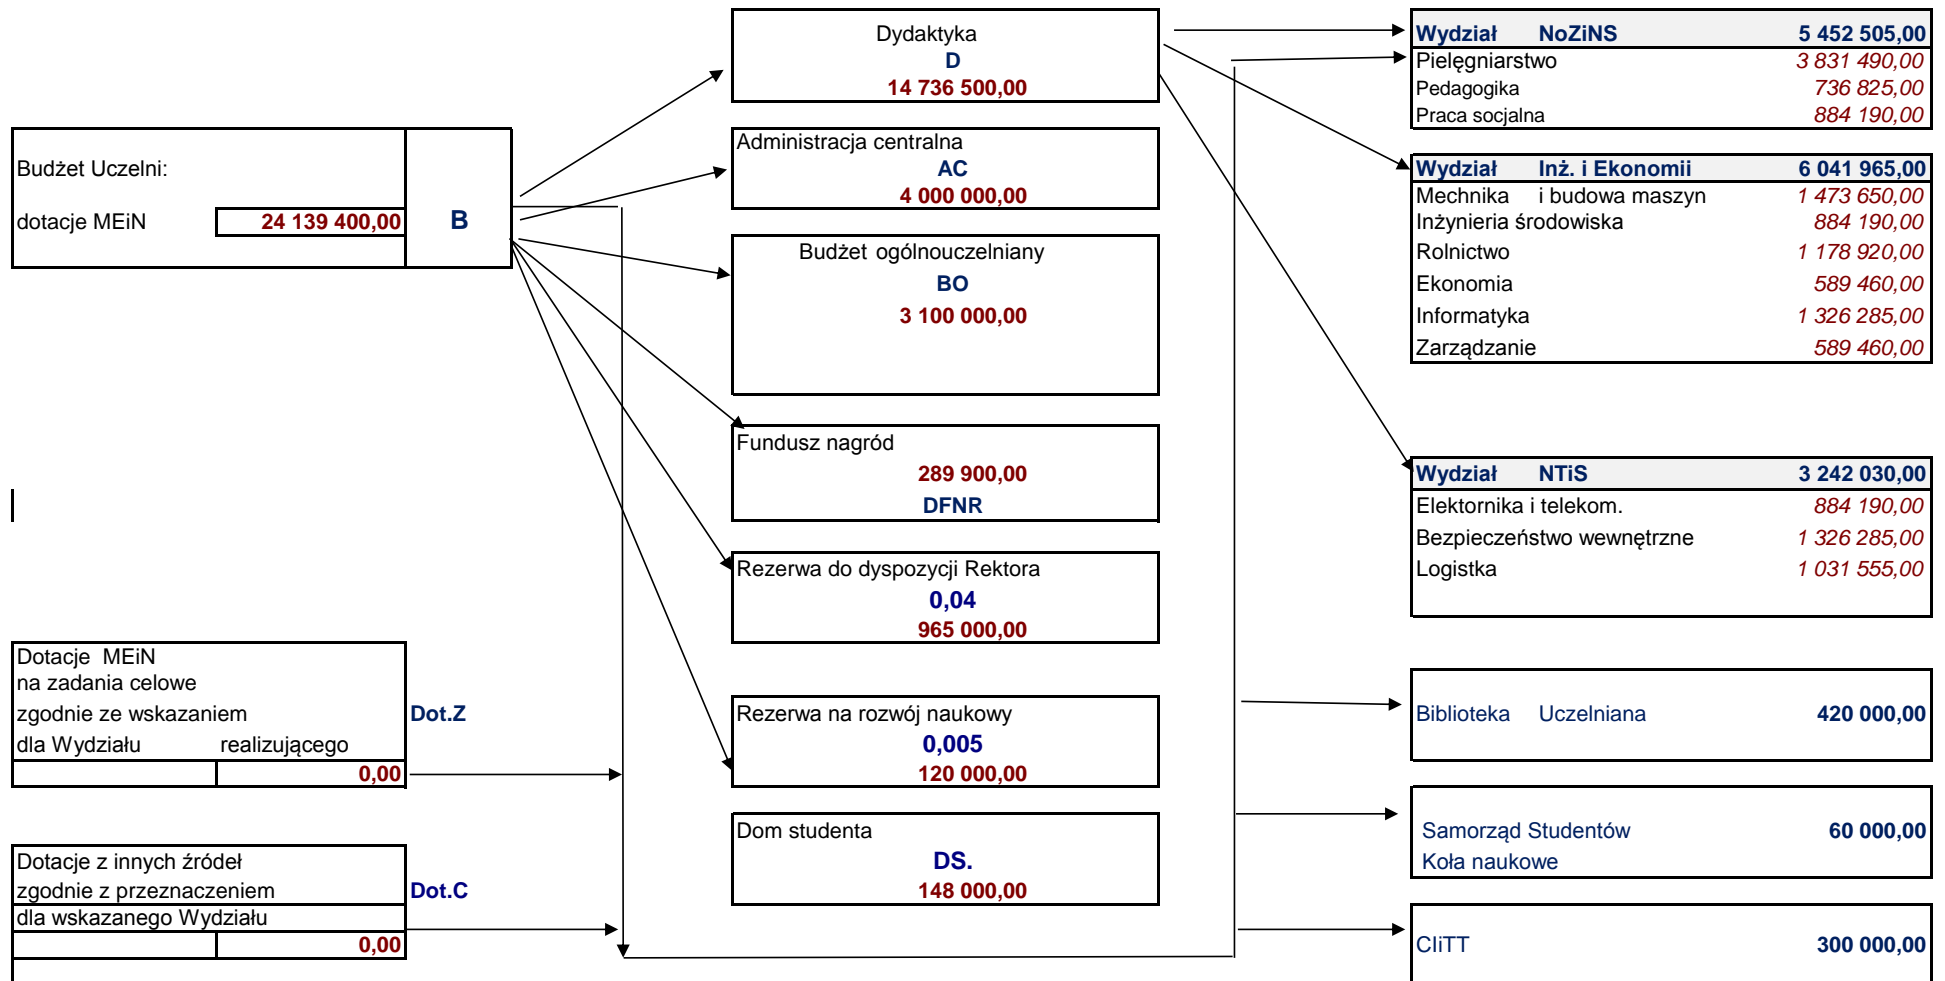 Budżet Uczelni:
dotacje MEiN 24 139 400,00 B
Dotacje MEiN
na zadania celowe
zgodnie ze wskazaniem Dot.Z
dla Wydziału realizującego
0,00
Dotacje z innych źródeł
zgodnie z przeznaczeniem Dot.C
dla wskazanego Wydziału
0,00
Dydaktyka
D
14 736 500,00
Administracja centralna
AC
4 000 000,00
Budżet ogólnouczelniany
BO
3 100 000,00
Fundusz nagród
289 900,00
DFNR
Rezerwa do dyspozycji Rektora
0,04
965 000,00
Rezerwa na rozwój naukowy
0,005
120 000,00
Dom studenta
DS.
148 000,00
Wydział NoZiNS 5 452 505,00
Pielęgniarstwo 3 831 490,00
Pedagogika 736 825,00
Praca socjalna 884 190,00
Wydział Inż. i Ekonomii 6 041 965,00
Mechnika i budowa maszyn 1 473 650,00
Inżynieria środowiska 884 190,00
Rolnictwo 1 178 920,00
Ekonomia 589 460,00
Informatyka 1 326 285,00
Zarządzanie 589 460,00
Wydział NTiS 3 242 030,00
Elektornika i telekom. 884 190,00
Bezpieczeństwo wewnętrzne 1 326 285,00
Logistka 1 031 555,00
Biblioteka Uczelniana 420 000,00
Samorząd Studentów 60 000,00
Koła naukowe
CIiTT 300 000,00